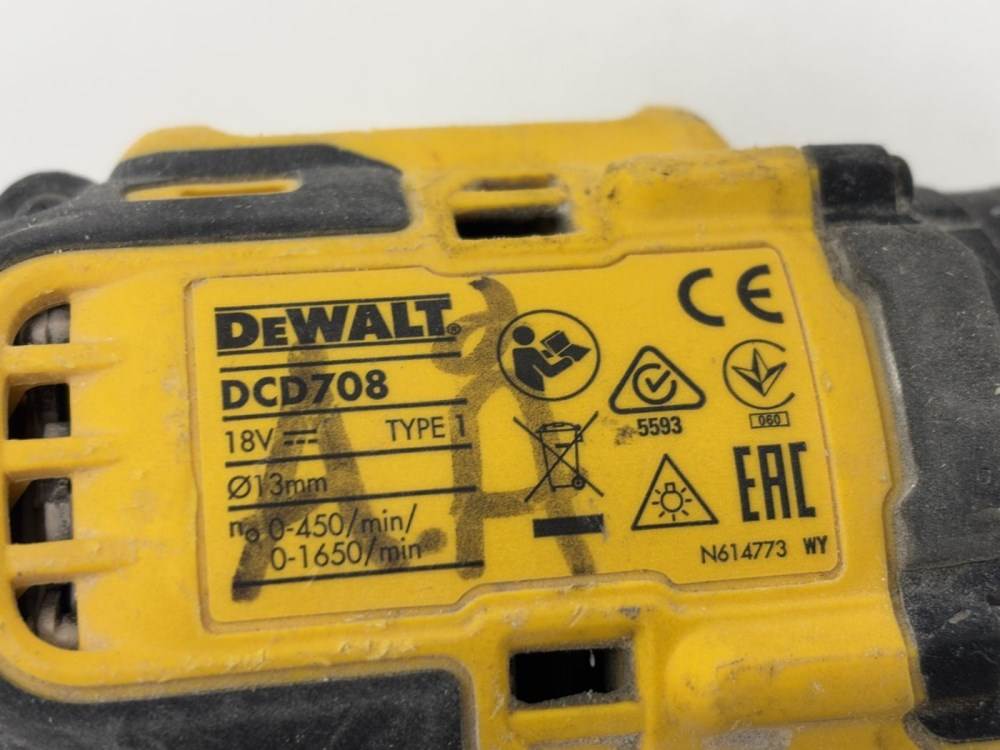 DEWALT®
DCD708
18V ⎓ TYPE 1
Ø13mm
n₀ 0-450/min/
0-1650/min
CE
5593
060
EAC
N614773 WY
A.H